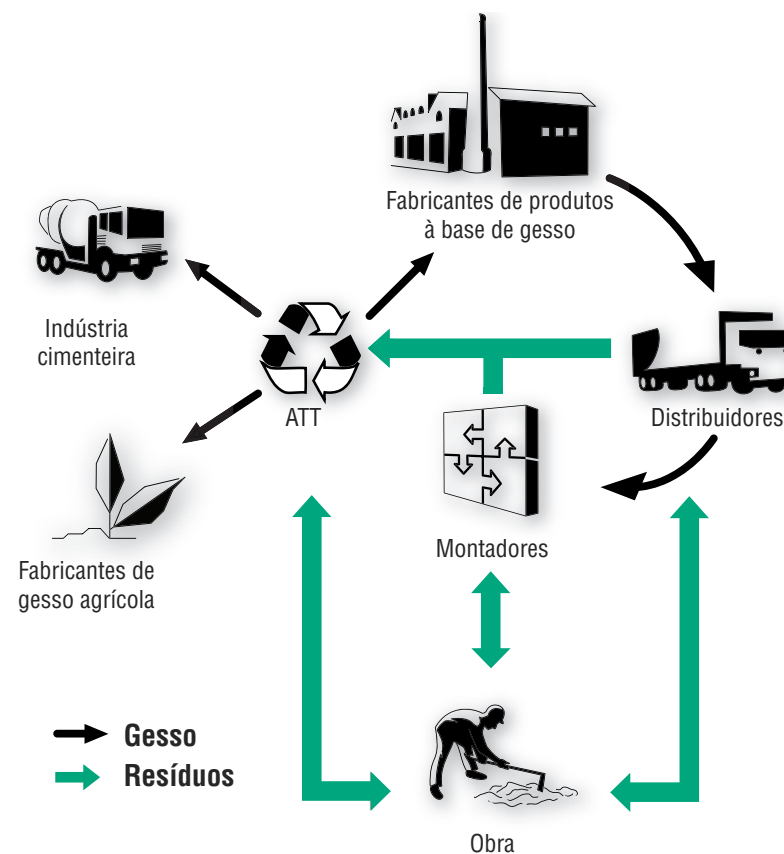 Fabricantes de produtos
à base de gesso
Indústria
cimenteira
ATT
Distribuidores
Montadores
Fabricantes de
gesso agrícola
Gesso
Resíduos
Obra